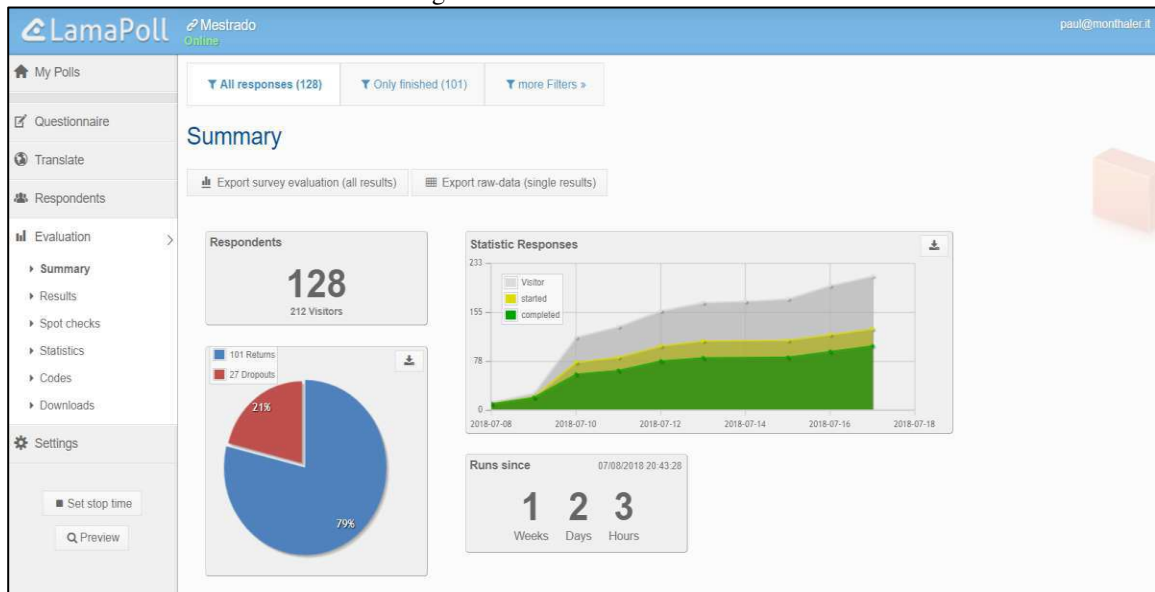 LamaPoll
Mestrado
Online
paul@monthaler.it
My Polls
Questionnaire
Translate
Respondents
Evaluation
Summary
Results
Spot checks
Statistics
Codes
Downloads
Settings
Set stop time
Preview
All responses (128)
Only finished (101)
more Filters »
Summary
Export survey evaluation (all results)
Export raw-data (single results)
Respondents
128
212 Visitors
101 Returns
27 Dropouts
21%
79%
Statistic Responses
233
155
78
0
Visitor
started
completed
2018-07-08 2018-07-10 2018-07-12 2018-07-14 2018-07-16 2018-07-18
Runs since 07/08/2018 20:43:28
1 2 3
Weeks Days Hours